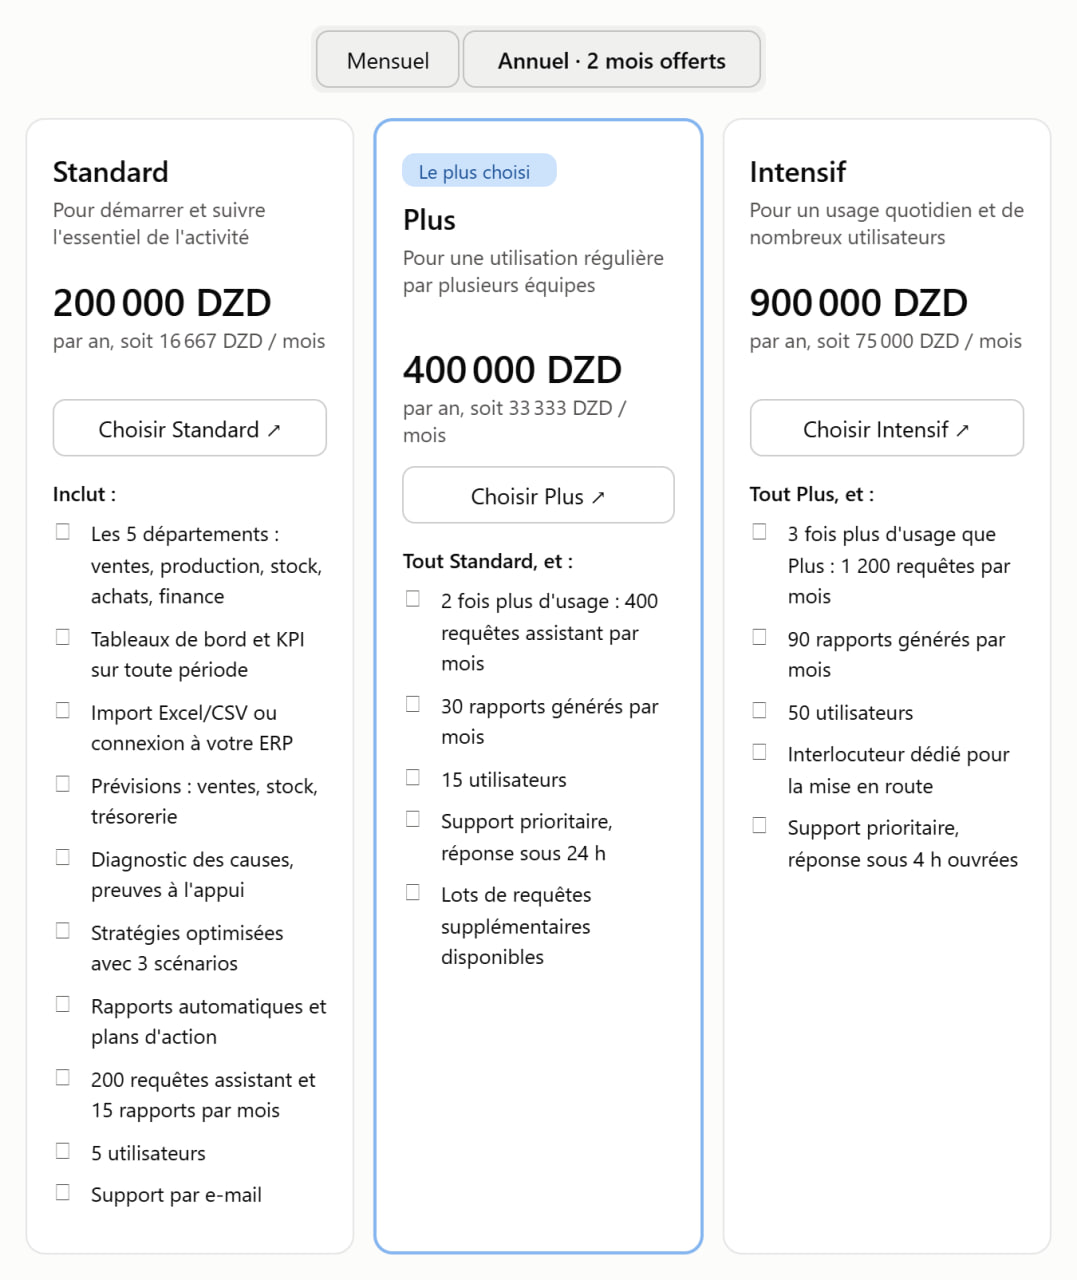 Mensuel
Annuel · 2 mois offerts
Standard
Pour démarrer et suivre
l'essentiel de l'activité
200 000 DZD
par an, soit 16 667 DZD / mois
Choisir Standard ↗
Inclut :
Les 5 départements :
ventes, production, stock,
achats, finance
Tableaux de bord et KPI
sur toute période
Import Excel/CSV ou
connexion à votre ERP
Prévisions : ventes, stock,
trésorerie
Diagnostic des causes,
preuves à l'appui
Stratégies optimisées
avec 3 scénarios
Rapports automatiques et
plans d'action
200 requêtes assistant et
15 rapports par mois
5 utilisateurs
Support par e-mail
Le plus choisi
Plus
Pour une utilisation régulière
par plusieurs équipes
400 000 DZD
par an, soit 33 333 DZD /
mois
Choisir Plus ↗
Tout Standard, et :
2 fois plus d'usage : 400
requêtes assistant par
mois
30 rapports générés par
mois
15 utilisateurs
Support prioritaire,
réponse sous 24 h
Lots de requêtes
supplémentaires
disponibles
Intensif
Pour un usage quotidien et de
nombreux utilisateurs
900 000 DZD
par an, soit 75 000 DZD / mois
Choisir Intensif ↗
Tout Plus, et :
3 fois plus d'usage que
Plus : 1 200 requêtes par
mois
90 rapports générés par
mois
50 utilisateurs
Interlocuteur dédié pour
la mise en route
Support prioritaire,
réponse sous 4 h ouvrées